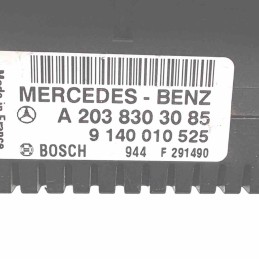 MERCEDES - BENZ
A 203 830 30 85
9 140 010 525
BOSCH 944 F 291490
Made in France